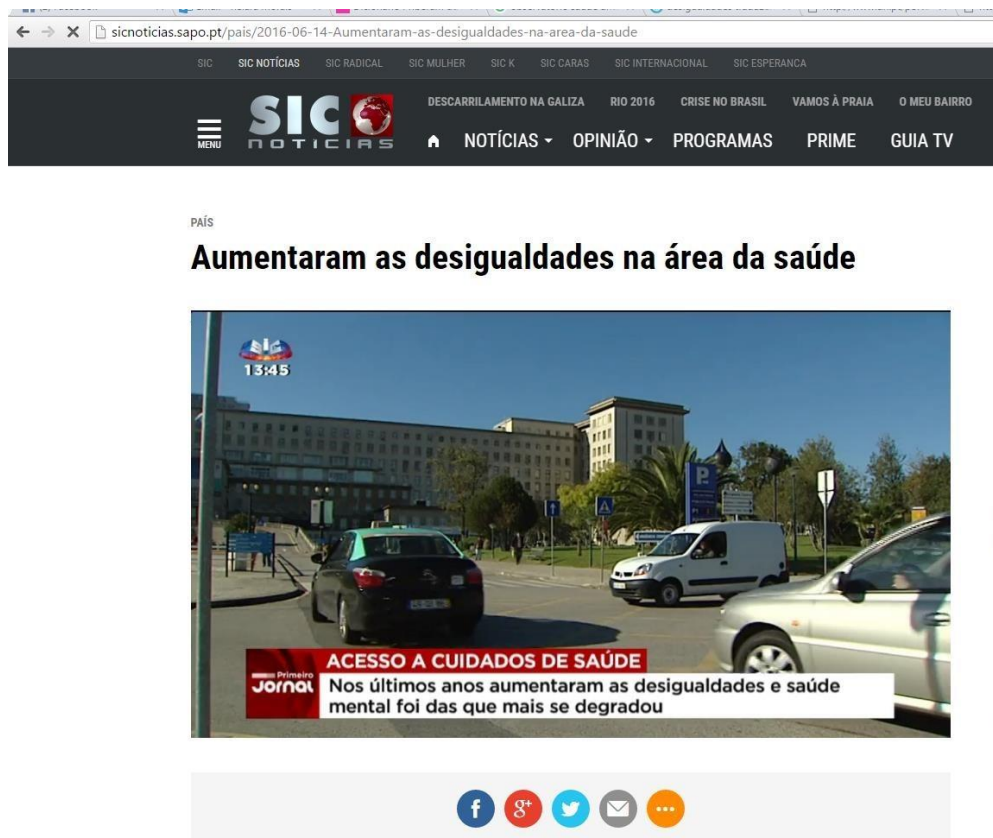 sicnoticias.sapo.pt/pais/2016-06-14-Aumentaram-as-desigualdades-na-area-da-saude
SIC SIC NOTÍCIAS SIC RADICAL SIC MULHER SIC K SIC CARAS SIC INTERNACIONAL SIC ESPERANCA
DESCARRILAMENTO NA GALIZA RIO 2016 CRISE NO BRASIL VAMOS À PRAIA O MEU BAIRRO
SIC NOTICIAS
MENU
NOTÍCIAS OPINIÃO PROGRAMAS PRIME GUIA TV
PAÍS
Aumentaram as desigualdades na área da saúde
SIC
13:45
P
ACESSO A CUIDADOS DE SAÚDE
Primeiro Jornal
Nos últimos anos aumentaram as desigualdades e saúde
mental foi das que mais se degradou
f g+